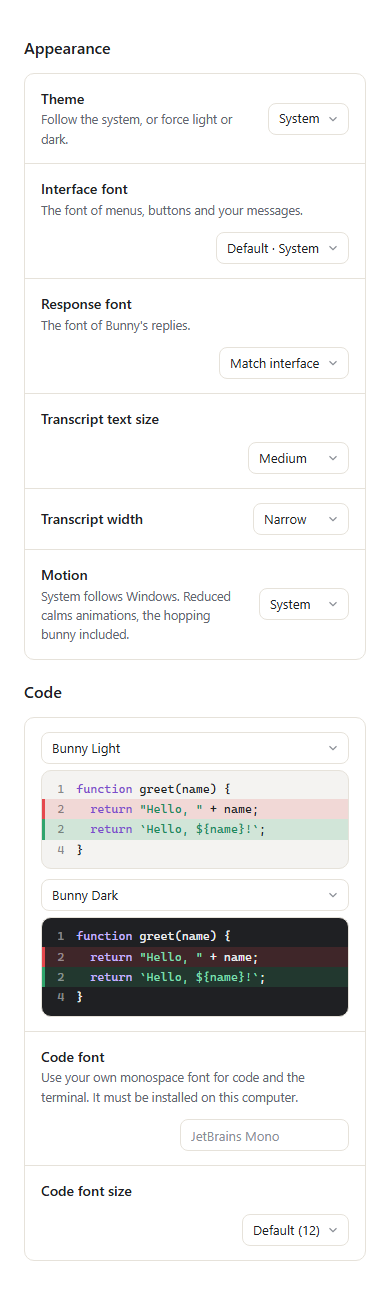 Appearance
Theme
Follow the system, or force light or
dark.
System
Interface font
The font of menus, buttons and your messages.
Default · System
Response font
The font of Bunny's replies.
Match interface
Transcript text size
Medium
Transcript width
Narrow
Motion
System follows Windows. Reduced
calms animations, the hopping
bunny included.
System
Code
Bunny Light
1 function greet(name) {
2   return "Hello, " + name;
2   return `Hello, ${name}!`;
4 }
Bunny Dark
1 function greet(name) {
2   return "Hello, " + name;
2   return `Hello, ${name}!`;
4 }
Code font
Use your own monospace font for code and the
terminal. It must be installed on this computer.
JetBrains Mono
Code font size
Default (12)